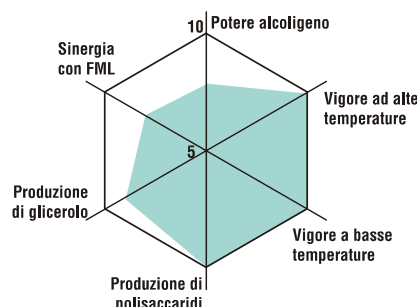 10
Potere alcoligeno
Sinergia
con FML
Vigore ad alte
temperature
5
Produzione
di glicerolo
Vigore a basse
temperature
Produzione di
polisaccaridi